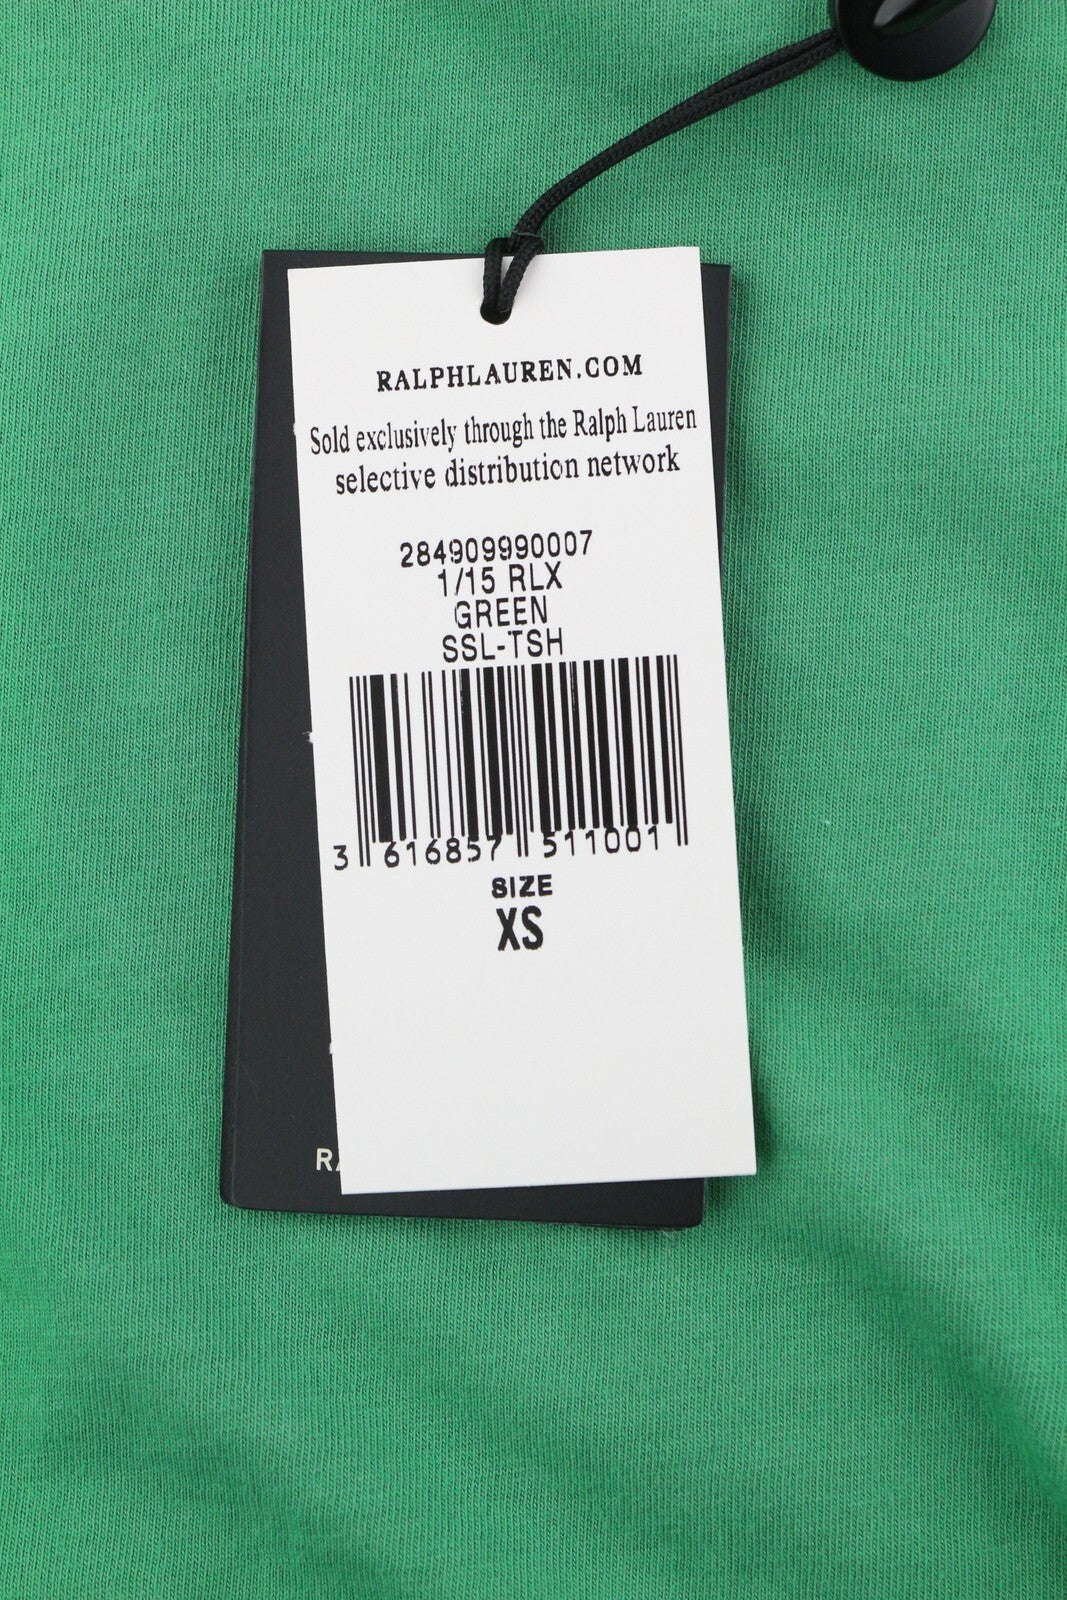 RALPHLAUREN.COM
Sold exclusively through the Ralph Lauren
selective distribution network
284909990007
1/15 RLX
GREEN
SSL-TSH
3 616857 511001
SIZE
XS